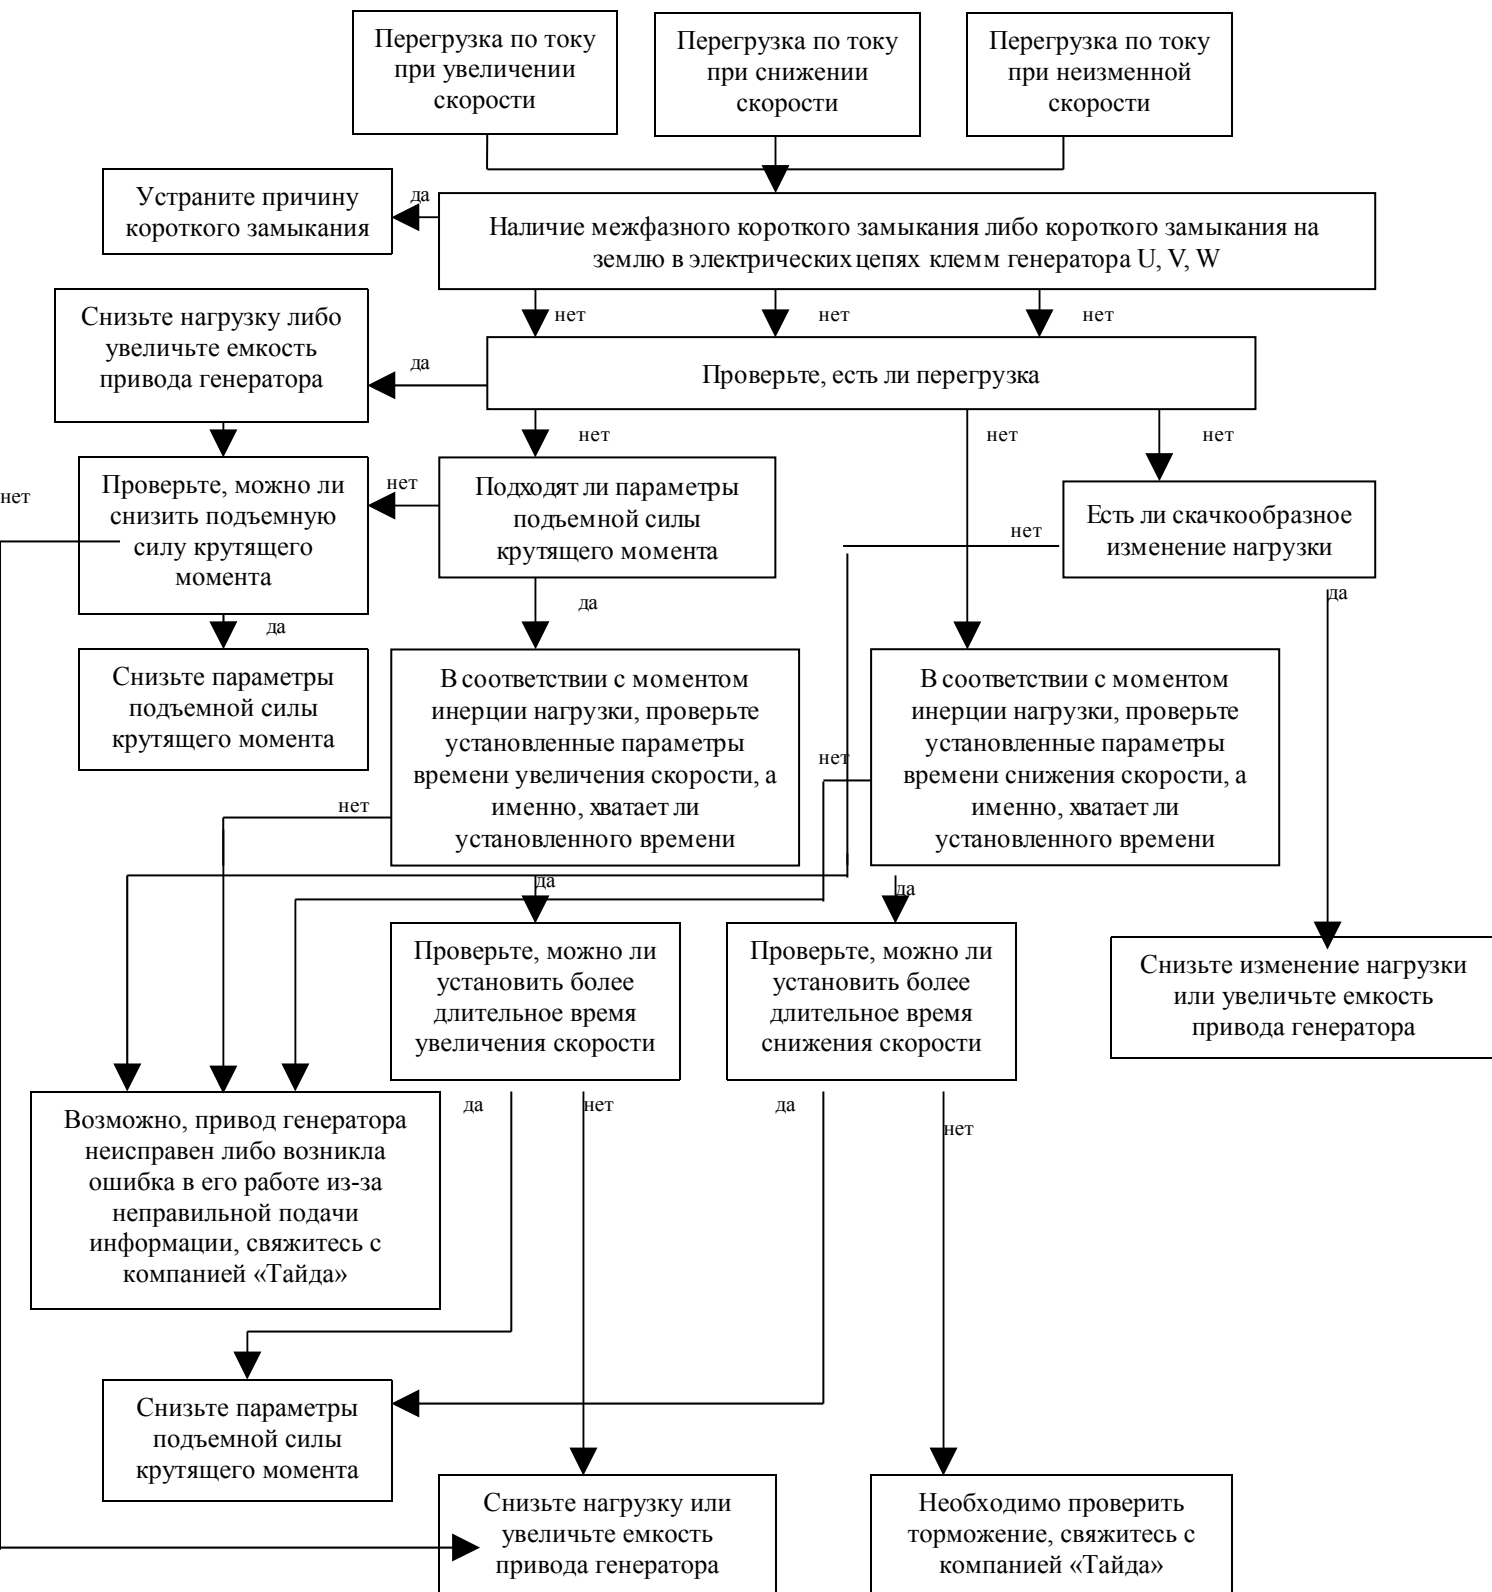 Перегрузка по току
при увеличении
скорости
Перегрузка по току
при снижении
скорости
Перегрузка по току
при неизменной
скорости
Устраните причину
короткого замыкания
да
Наличие межфазного короткого замыкания либо короткого замыкания на
землю в электрических цепях клемм генератора U, V, W
Снизьте нагрузку либо
увеличьте емкость
привода генератора
нет
нет
нет
да
Проверьте, есть ли перегрузка
нет
нет
нет
нет
Проверьте, можно ли
снизить подъемную
силу крутящего
момента
нет
Подходят ли параметры
подъемной силы
крутящего момента
нет
Есть ли скачкообразное
изменение нагрузки
да
да
да
Снизьте параметры
подъемной силы
крутящего момента
В соответствии с моментом
инерции нагрузки, проверьте
установленные параметры
времени увеличения скорости, а
именно, хватает ли
установленного времени
нет
нет
В соответствии с моментом
инерции нагрузки, проверьте
установленные параметры
времени снижения скорости, а
именно, хватает ли
установленного времени
да
да
Проверьте, можно ли
установить более
длительное время
увеличения скорости
Проверьте, можно ли
установить более
длительное время
снижения скорости
Снизьте изменение нагрузки
или увеличьте емкость
привода генератора
да
нет
да
нет
Возможно, привод генератора
неисправен либо возникла
ошибка в его работе из-за
неправильной подачи
информации, свяжитесь с
компанией «Тайда»
Снизьте параметры
подъемной силы
крутящего момента
Снизьте нагрузку или
увеличьте емкость
привода генератора
Необходимо проверить
торможение, свяжитесь с
компанией «Тайда»